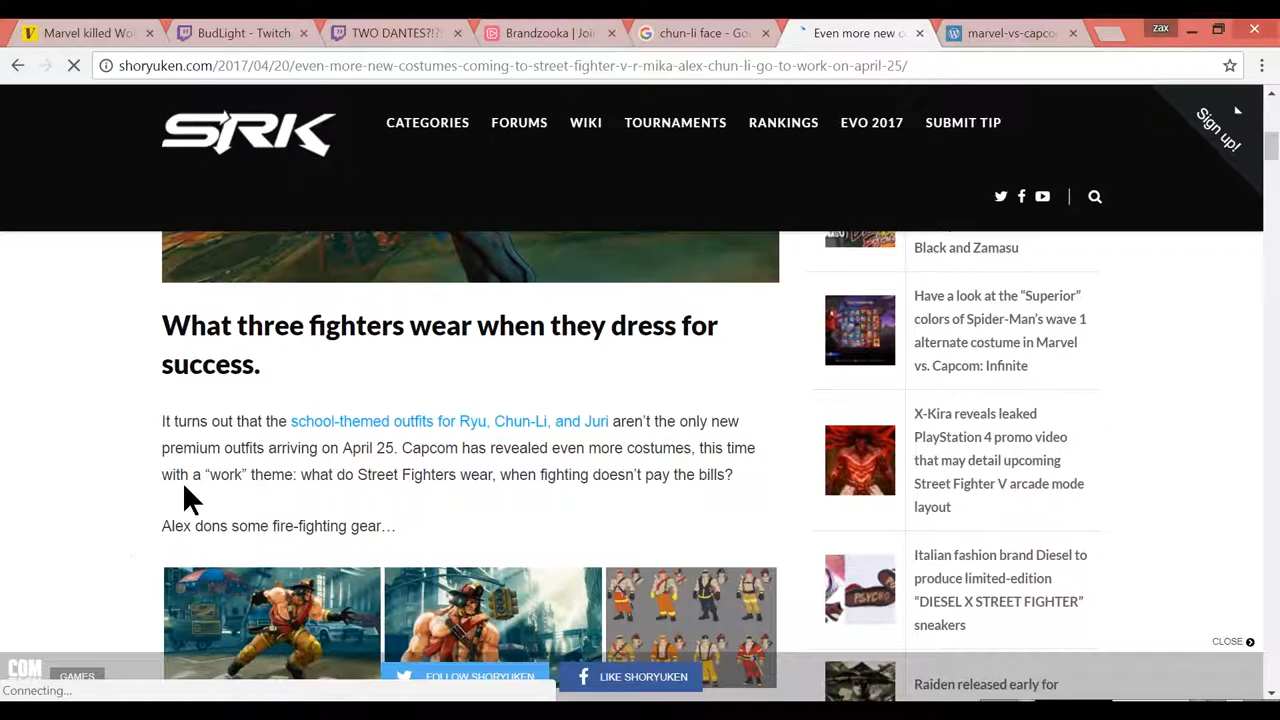 Marvel killed Wo
BudLight - Twitch
TWO DANTES?!?
Brandzooka | Joi
chun-li face - Go
Even more new c
marvel-vs-capco
zax
shoryuken.com/2017/04/20/even-more-new-costumes-coming-to-street-fighter-v-r-mika-alex-chun-li-go-to-work-on-april-25/
SRK
CATEGORIES FORUMS WIKI TOURNAMENTS RANKINGS EVO 2017 SUBMIT TIP
Sign up!
Black and Zamasu
Have a look at the “Superior”
colors of Spider-Man’s wave 1
alternate costume in Marvel
vs. Capcom: Infinite
What three fighters wear when they dress for
success.
It turns out that the school-themed outfits for Ryu, Chun-Li, and Juri aren’t the only new
premium outfits arriving on April 25. Capcom has revealed even more costumes, this time
with a “work” theme: what do Street Fighters wear, when fighting doesn’t pay the bills?
Alex dons some fire-fighting gear…
X-Kira reveals leaked
PlayStation 4 promo video
that may detail upcoming
Street Fighter V arcade mode
layout
Italian fashion brand Diesel to
produce limited-edition
“DIESEL X STREET FIGHTER”
sneakers
PSYCHO
CLOSE
Raiden released early for
COM
GAMES
FOLLOW SHORYUKEN
LIKE SHORYUKEN
Connecting...